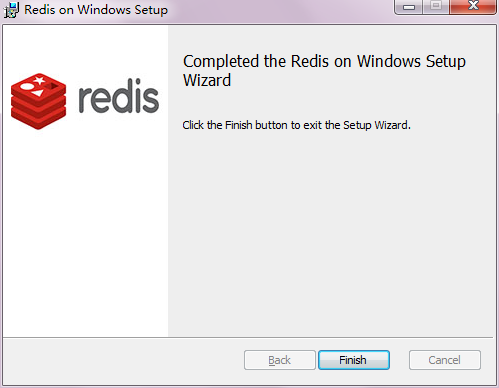 Redis on Windows Setup
redis
Completed the Redis on Windows Setup
Wizard
Click the Finish button to exit the Setup Wizard.
Back
Finish
Cancel